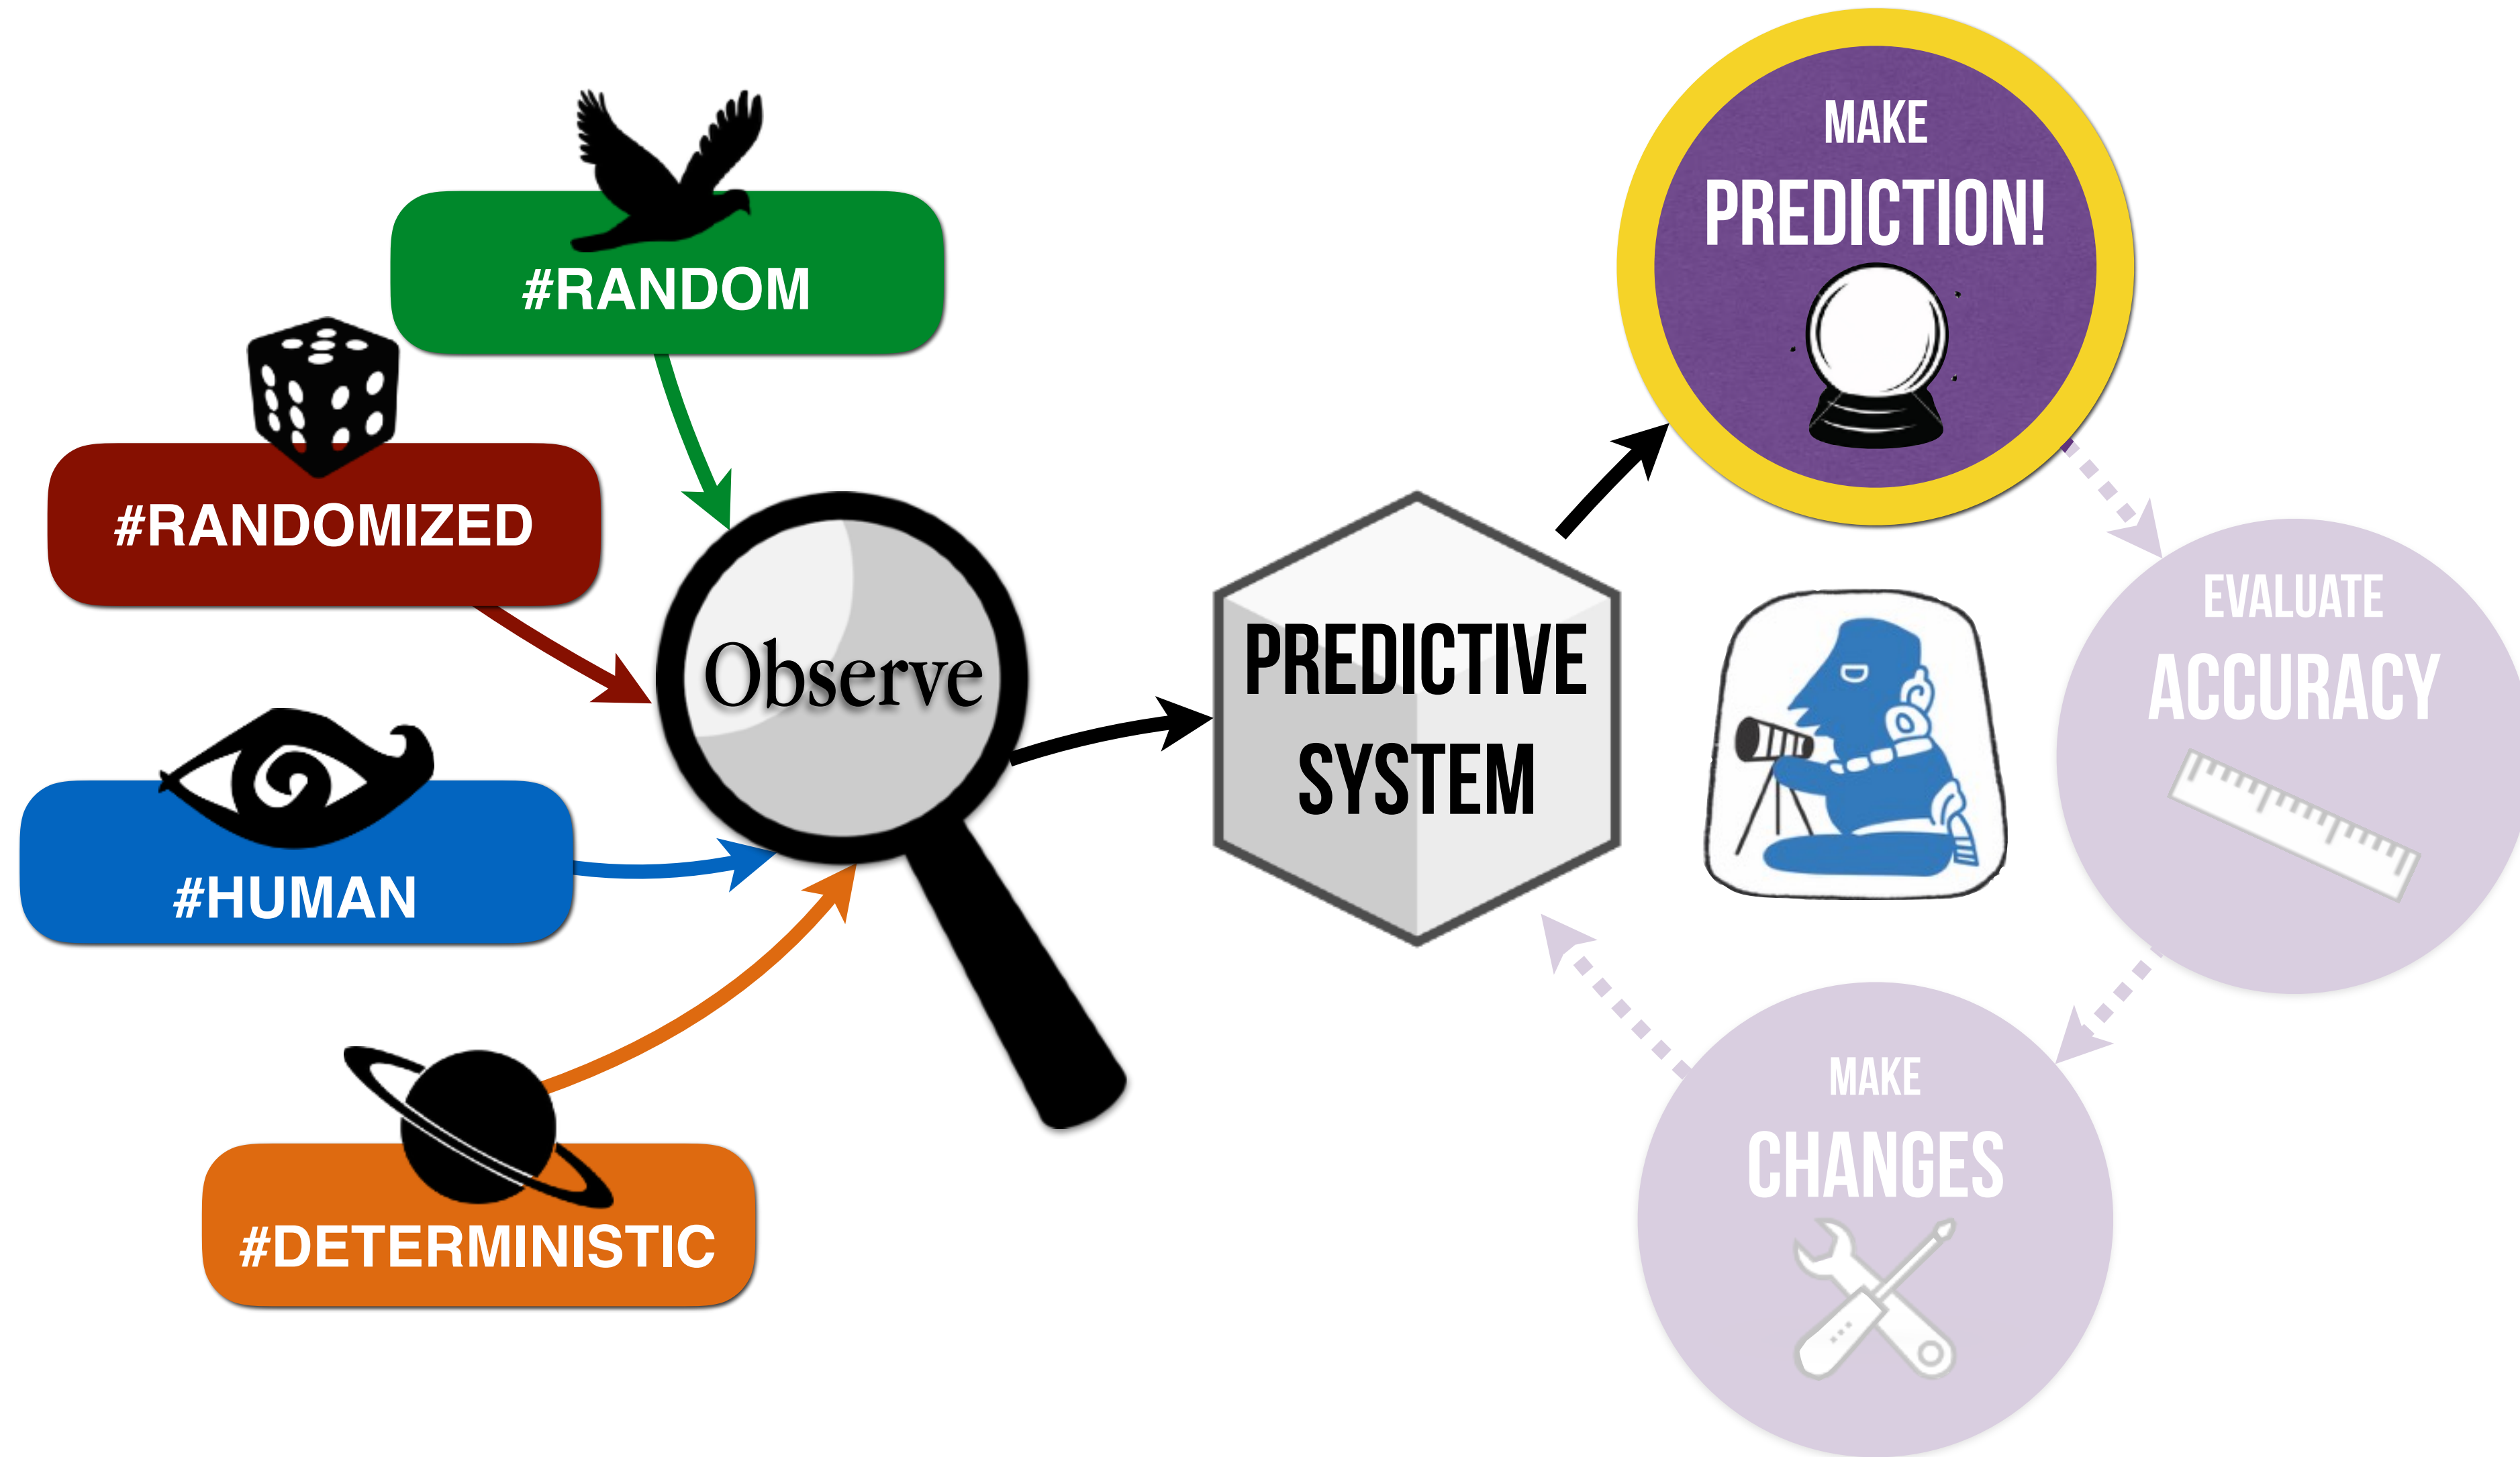 #RANDOM
#RANDOMIZED
#HUMAN
#DETERMINISTIC
Observe
PREDICTIVE
SYSTEM
MAKE
PREDICTION!
EVALUATE
ACCURACY
MAKE
CHANGES